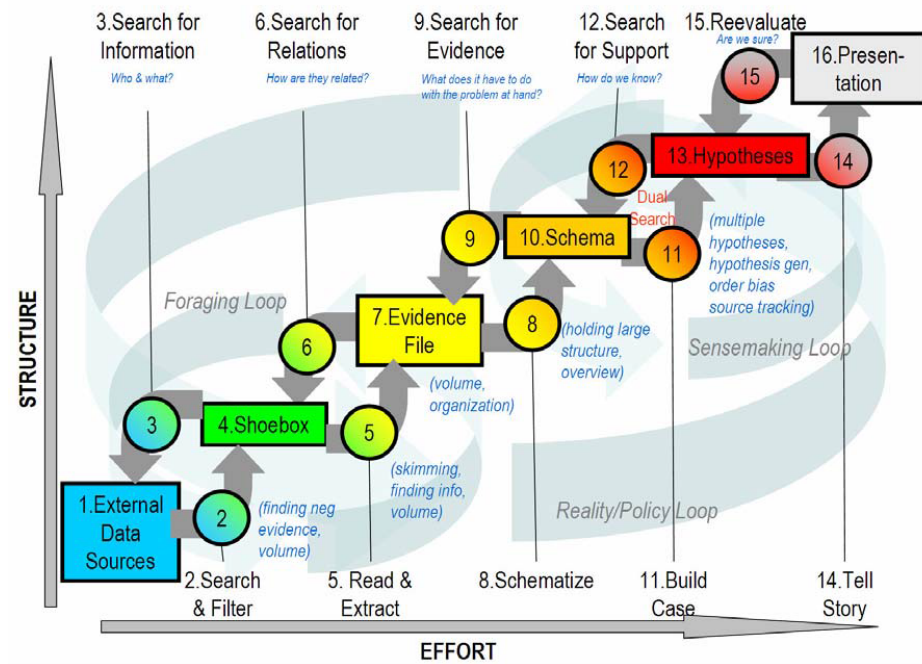 3.Search for
Information
Who & what?
6.Search for
Relations
How are they related?
9.Search for
Evidence
What does it have to do
with the problem at hand?
12.Search
for Support
How do we know?
15.Reevaluate
Are we sure?
16.Presen-
tation
15
13.Hypotheses
14
12
Dual
Search
10.Schema
11
9
(multiple
hypotheses,
hypothesis gen,
order bias
source tracking)
Foraging Loop
7.Evidence
File
8
(holding large
structure,
overview)
Sensemaking Loop
6
(volume,
organization)
STRUCTURE
4.Shoebox
3
5
(skimming,
finding info,
volume)
1.External
Data
Sources
2
(finding neg
evidence,
volume)
Reality/Policy Loop
2.Search
& Filter
5. Read &
Extract
8.Schematize
11.Build
Case
14.Tell
Story
EFFORT